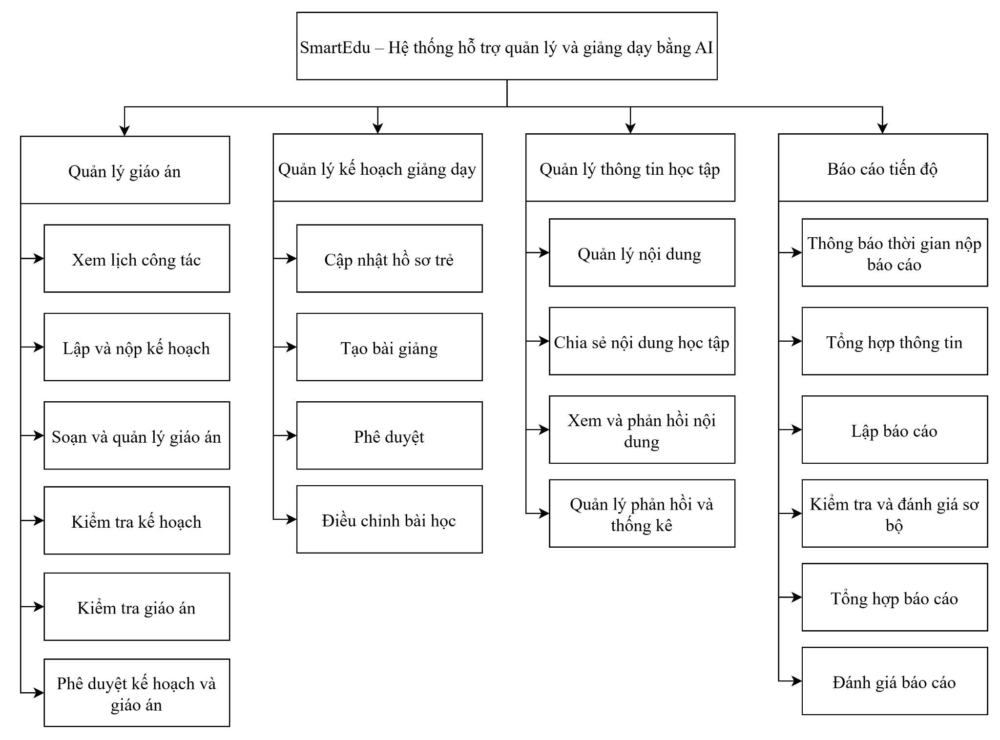 SmartEdu – Hệ thống hỗ trợ quản lý và giảng dạy bằng AI
Quản lý giáo án
Xem lịch công tác
Lập và nộp kế hoạch
Soạn và quản lý giáo án
Kiểm tra kế hoạch
Kiểm tra giáo án
Phê duyệt kế hoạch và
giáo án
Quản lý kế hoạch giảng dạy
Cập nhật hồ sơ trẻ
Tạo bài giảng
Phê duyệt
Điều chỉnh bài học
Quản lý thông tin học tập
Quản lý nội dung
Chia sẻ nội dung học tập
Xem và phản hồi nội
dung
Quản lý phản hồi và
thống kê
Báo cáo tiến độ
Thông báo thời gian nộp
báo cáo
Tổng hợp thông tin
Lập báo cáo
Kiểm tra và đánh giá sơ
bộ
Tổng hợp báo cáo
Đánh giá báo cáo